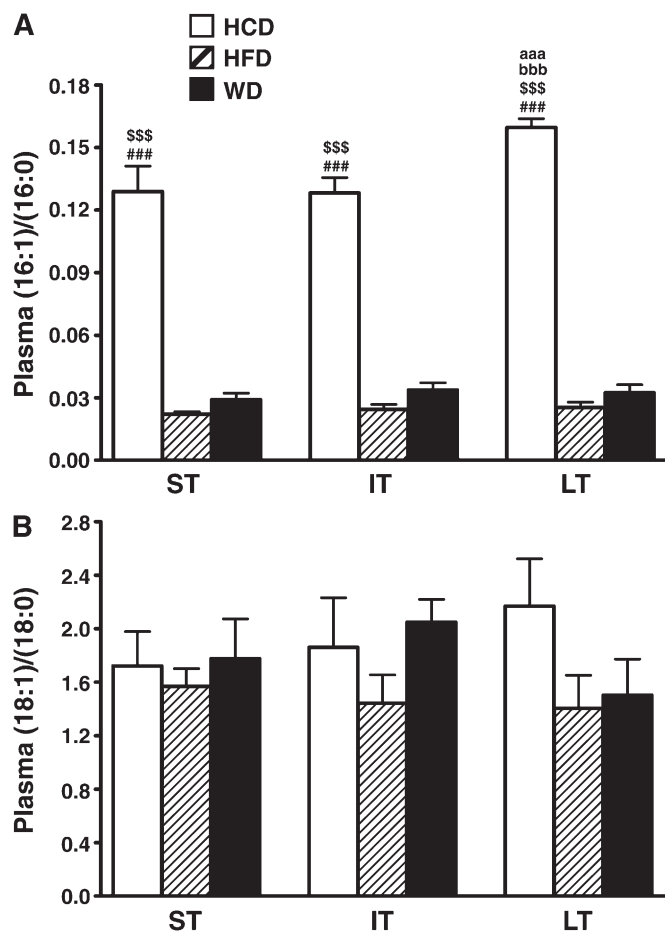 A
HCD
HFD
WD
Plasma (16:1)/(16:0)
0.18
0.15
0.12
0.09
0.06
0.03
0.00
$$$
###
$$$
###
aaa
bbb
$$$
###
ST
IT
LT
B
Plasma (18:1)/(18:0)
2.8
2.4
2.0
1.6
1.2
0.8
0.4
0.0
ST
IT
LT